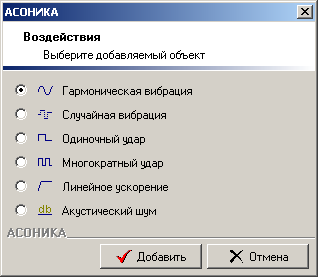 АСОНИКА
Воздействия
Выберите добавляемый объект
Гармоническая вибрация
Случайная вибрация
Одиночный удар
Многократный удар
Линейное ускорение
db Акустический шум
АСОНИКА
Добавить Отмена